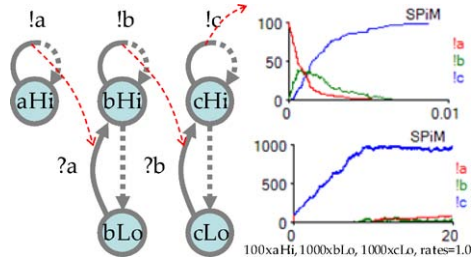 !a
!b
!c
aHi
bHi
cHi
?a
?b
bLo
cLo
SPiM
100
50
0
0
0.01
!a
!b
!c
SPiM
1000
500
0
0
20
!a
!b
!c
100xaHi, 1000xbLo, 1000xcLo, rates=1.0